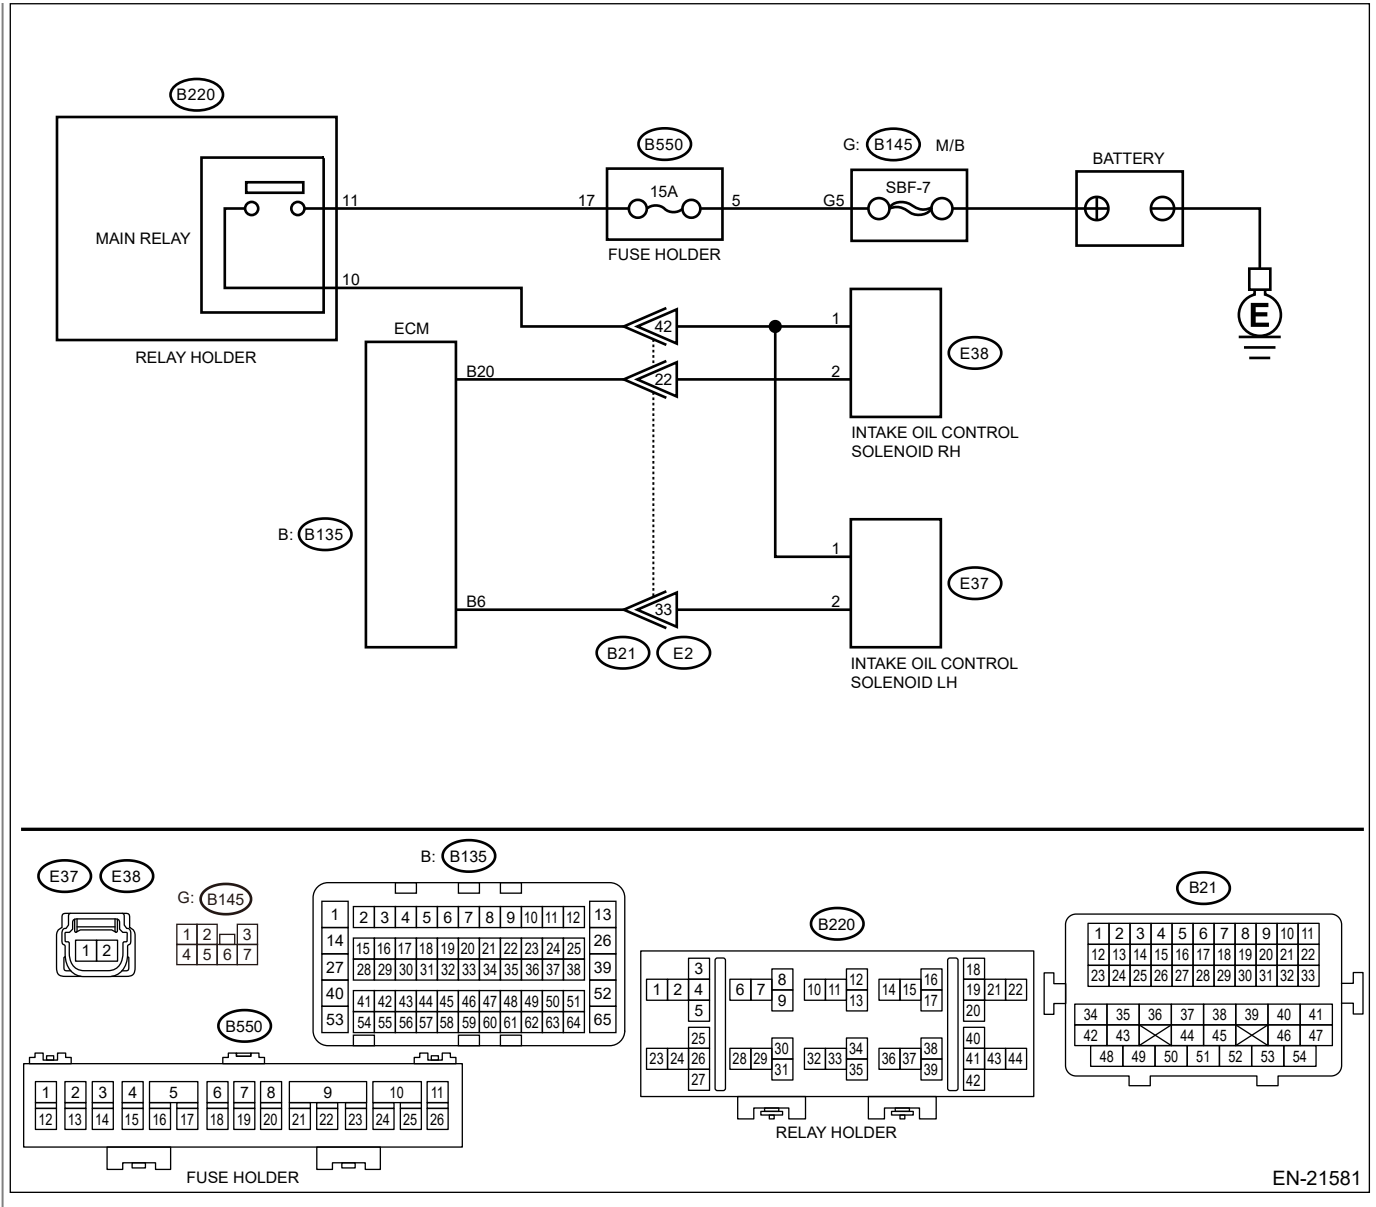 B220
B550
G: B145 M/B
BATTERY
15A
SBF-7
11
17
5
G5
MAIN RELAY
FUSE HOLDER
10
RELAY HOLDER
ECM
42
1
E
E38
B20
22
2
INTAKE OIL CONTROL
SOLENOID RH
B: B135
1
E37
B6
33
2
B21 E2
INTAKE OIL CONTROL
SOLENOID LH
E37 E38
1 2
G: B145
1 2 3
4 5 6 7
B: B135
1 2 3 4 5 6 7 8 9 10 11 12 13
14 15 16 17 18 19 20 21 22 23 24 25 26
27 28 29 30 31 32 33 34 35 36 37 38 39
40 41 42 43 44 45 46 47 48 49 50 51 52
53 54 55 56 57 58 59 60 61 62 63 64 65
B550
1 2 3 4 5 6 7 8 9 10 11
12 13 14 15 16 17 18 19 20 21 22 23 24 25 26
FUSE HOLDER
B220
3 8 12 16 18
1 2 4 6 7 10 11 14 15 19 21 22
5 9 13 17 20
25 30 34 38 40
23 24 26 28 29 32 33 36 37 41 43 44
27 31 35 39 42
RELAY HOLDER
B21
1 2 3 4 5 6 7 8 9 10 11
12 13 14 15 16 17 18 19 20 21 22
23 24 25 26 27 28 29 30 31 32 33
34 35 36 37 38 39 40 41
42 43 44 45 46 47
48 49 50 51 52 53 54
EN-21581